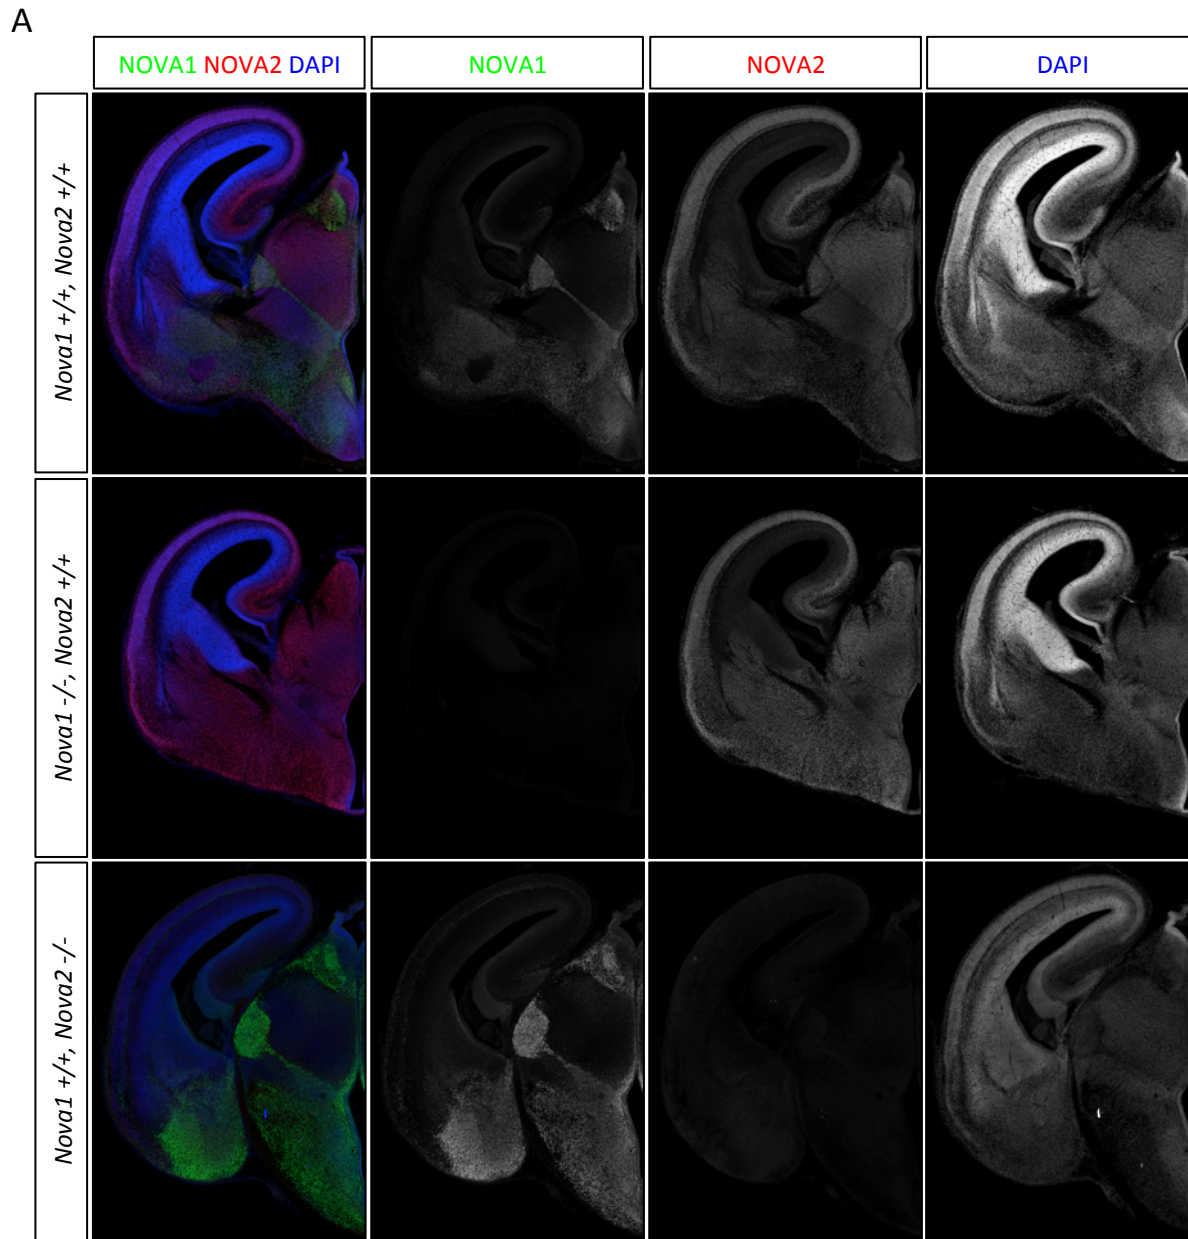 A
NOVA1 NOVA2 DAPI
NOVA1
NOVA2
DAPI
Nova1 +/+, Nova2 +/+
Nova1 -/-, Nova2 +/+
Nova1 +/+, Nova2 -/-